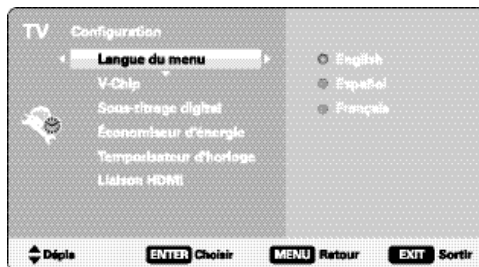 TV Configuration
Langue du menu
English
V-Chip
Español
Sous-titrage digital
Français
Économiseur d'énergie
Temporisateur d'horloge
Liaison HDMI
Dépla ENTER Choisir MENU Retour EXIT Sortir